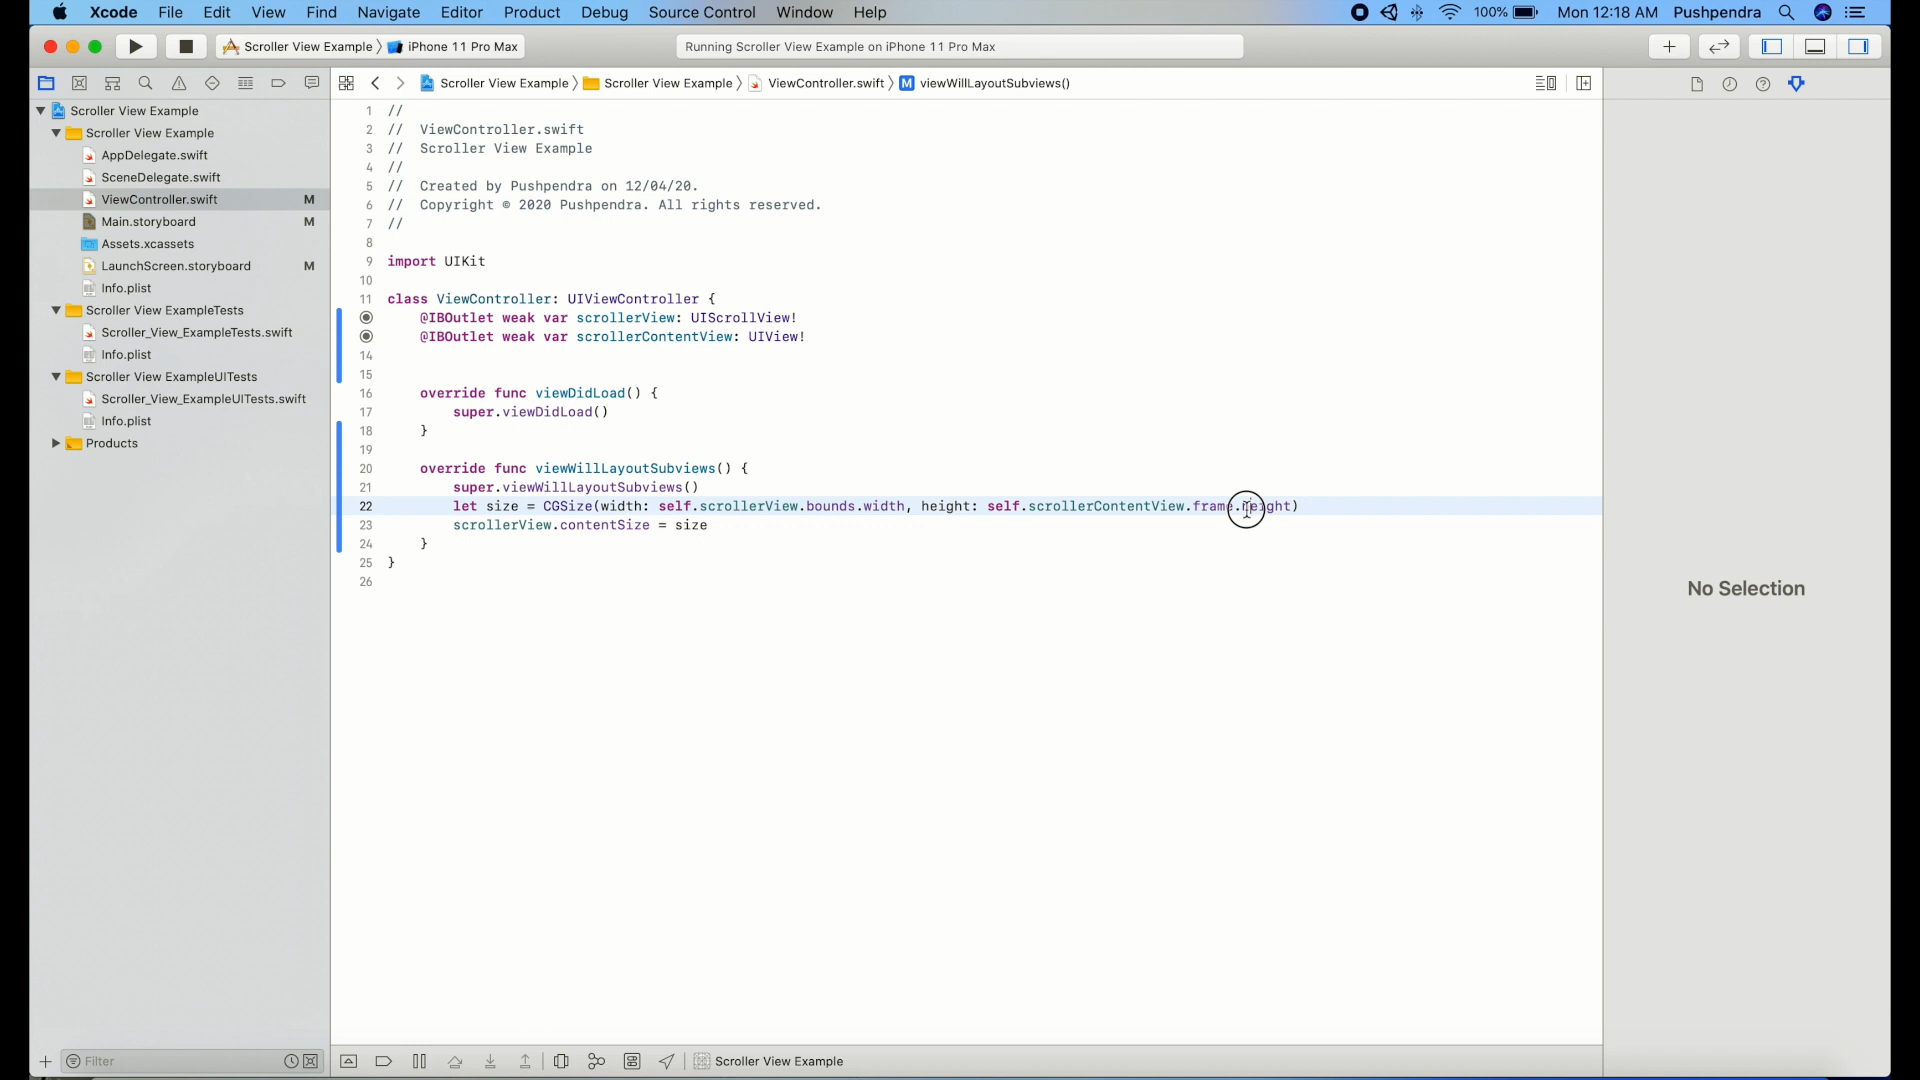 Xcode File Edit View Find Navigate Editor Product Debug Source Control Window Help 100% Mon 12:18 AM Pushpendra
Scroller View Example iPhone 11 Pro Max Running Scroller View Example on iPhone 11 Pro Max
Scroller View Example Scroller View Example ViewController.swift M viewWillLayoutSubviews()
Scroller View Example
Scroller View Example
AppDelegate.swift
SceneDelegate.swift
ViewController.swift M
Main.storyboard M
Assets.xcassets
LaunchScreen.storyboard M
Info.plist
Scroller View ExampleTests
Scroller_View_ExampleTests.swift
Info.plist
Scroller View ExampleUITests
Scroller_View_ExampleUITests.swift
Info.plist
Products
Filter
1 //
2 // ViewController.swift
3 // Scroller View Example
4 //
5 // Created by Pushpendra on 12/04/20.
6 // Copyright © 2020 Pushpendra. All rights reserved.
7 //
8
9 import UIKit
10
11 class ViewController: UIViewController {
@IBOutlet weak var scrollerView: UIScrollView!
@IBOutlet weak var scrollerContentView: UIView!
14
15
16 override func viewDidLoad() {
17 super.viewDidLoad()
18 }
19
20 override func viewWillLayoutSubviews() {
21 super.viewWillLayoutSubviews()
22 let size = CGSize(width: self.scrollerView.bounds.width, height: self.scrollerContentView.frame.height)
23 scrollerView.contentSize = size
24 }
25 }
26
Scroller View Example
No Selection